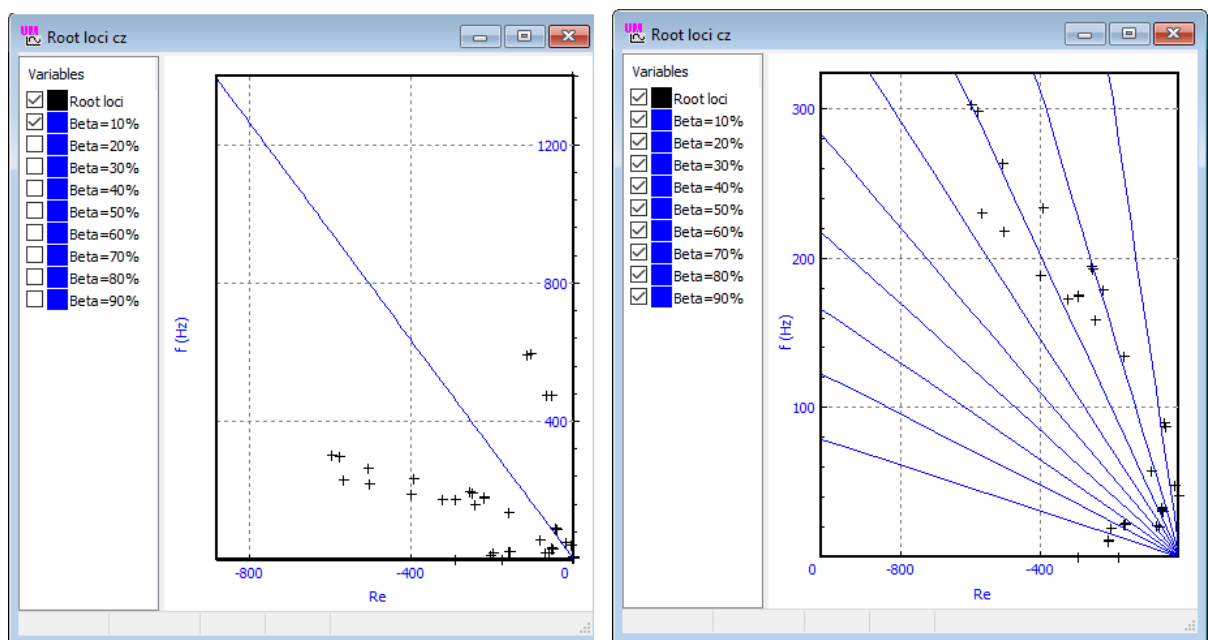 UM
Root loci cz
Variables
Root loci
Beta=10%
Beta=20%
Beta=30%
Beta=40%
Beta=50%
Beta=60%
Beta=70%
Beta=80%
Beta=90%
1200
800
400
f (Hz)
-800
-400
0
Re
UM
Root loci cz
Variables
Root loci
Beta=10%
Beta=20%
Beta=30%
Beta=40%
Beta=50%
Beta=60%
Beta=70%
Beta=80%
Beta=90%
300
200
100
f (Hz)
0
-800
-400
Re